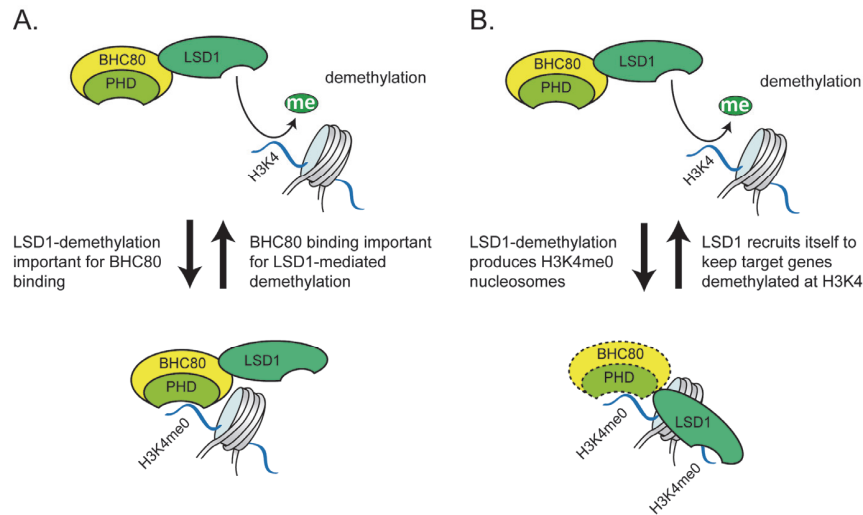 A.
BHC80
PHD
LSD1
demethylation
me
H3K4
LSD1-demethylation
important for BHC80
binding
BHC80 binding important
for LSD1-mediated
demethylation
BHC80
PHD
LSD1
H3K4me0
B.
BHC80
PHD
LSD1
demethylation
me
H3K4
LSD1-demethylation
produces H3K4me0
nucleosomes
LSD1 recruits itself to
keep target genes
demethylated at H3K4
BHC80
PHD
LSD1
H3K4me0
H3K4me0